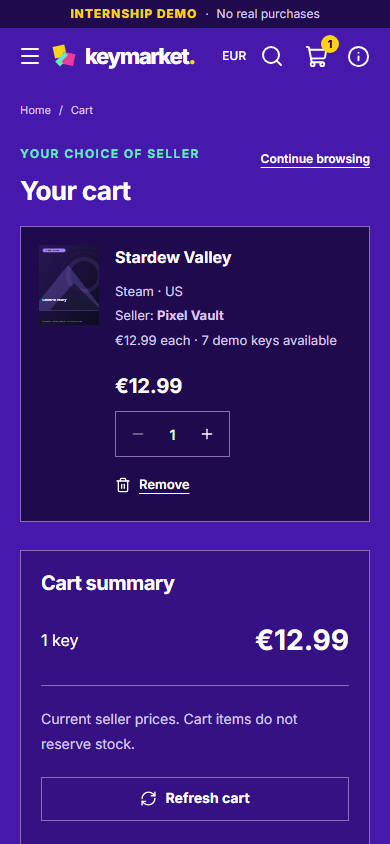 INTERNSHIP DEMO · No real purchases
keymarket.
EUR
1
Home / Cart
YOUR CHOICE OF SELLER
Continue browsing
Your cart
Stardew Valley
Steam · US
Seller: Pixel Vault
€12.99 each · 7 demo keys available
€12.99
− 1 +
Remove
Cart summary
1 key
€12.99
Current seller prices. Cart items do not
reserve stock.
Refresh cart